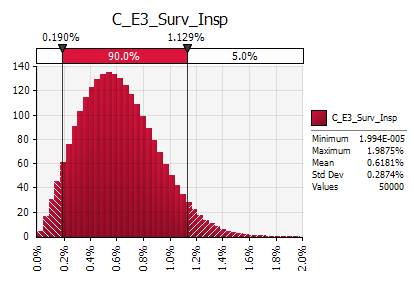 C_E3_Surv_Insp
0.190% 1.129%
90.0% 5.0%
140
120
100
80
60
40
20
0
0.0% 0.2% 0.4% 0.6% 0.8% 1.0% 1.2% 1.4% 1.6% 1.8% 2.0%
C_E3_Surv_Insp
Minimum 1.994E-005
Maximum 1.9875%
Mean 0.6181%
Std Dev 0.2874%
Values 50000